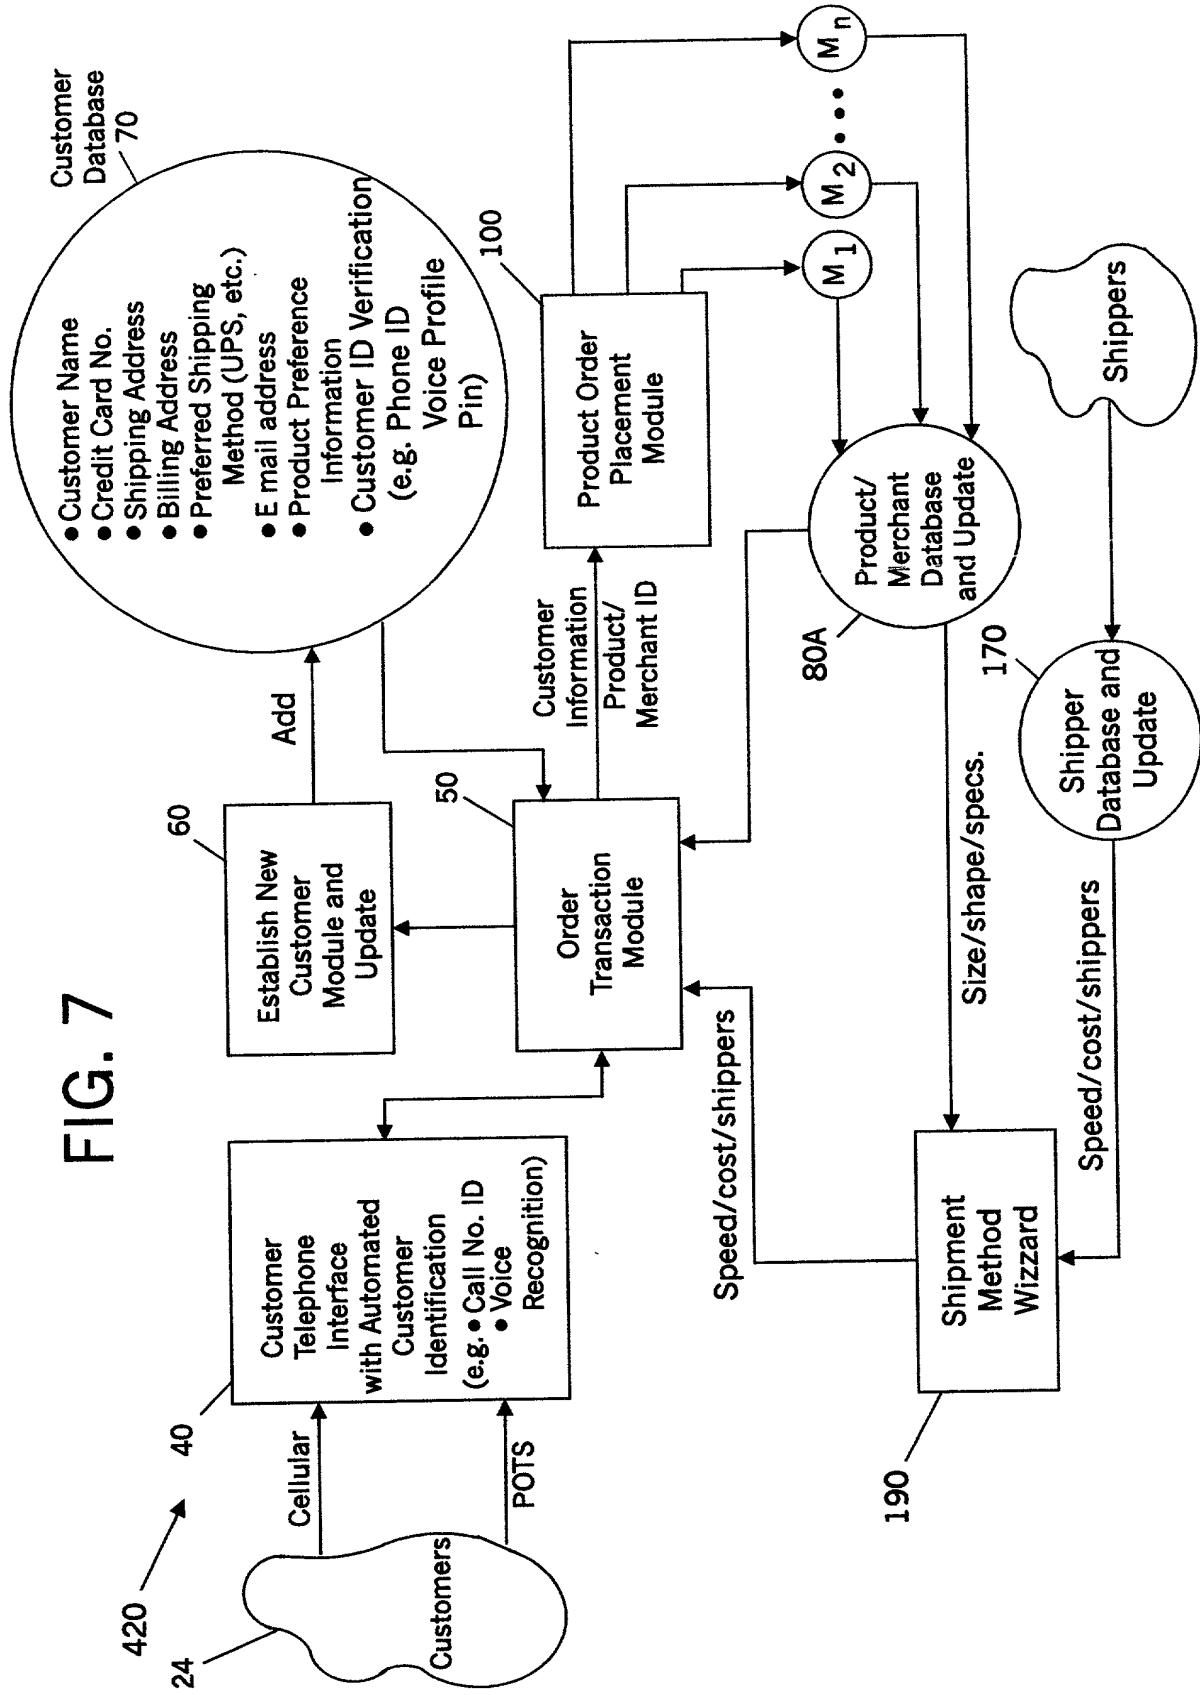 FIG. 7
420
24
Customers
Cellular
POTS
40
Customer
Telephone
Interface
with Automated
Customer
Identification
(e.g. • Call No. ID
• Voice
Recognition)
60
Establish New
Customer
Module and
Update
Add
Customer
Database
70
• Customer Name
• Credit Card No.
• Shipping Address
• Billing Address
• Preferred Shipping
Method (UPS, etc.)
• E mail address
• Product Preference
Information
• Customer ID Verification
(e.g. Phone ID
Voice Profile
Pin)
50
Order
Transaction
Module
Customer
Information
Product/
Merchant ID
100
Product Order
Placement
Module
M1
M2
Mn
80A
Product/
Merchant
Database
and Update
Speed/cost/shippers
Size/shape/specs.
190
Shipment
Method
Wizzard
Speed/cost/shippers
170
Shipper
Database and
Update
Shippers